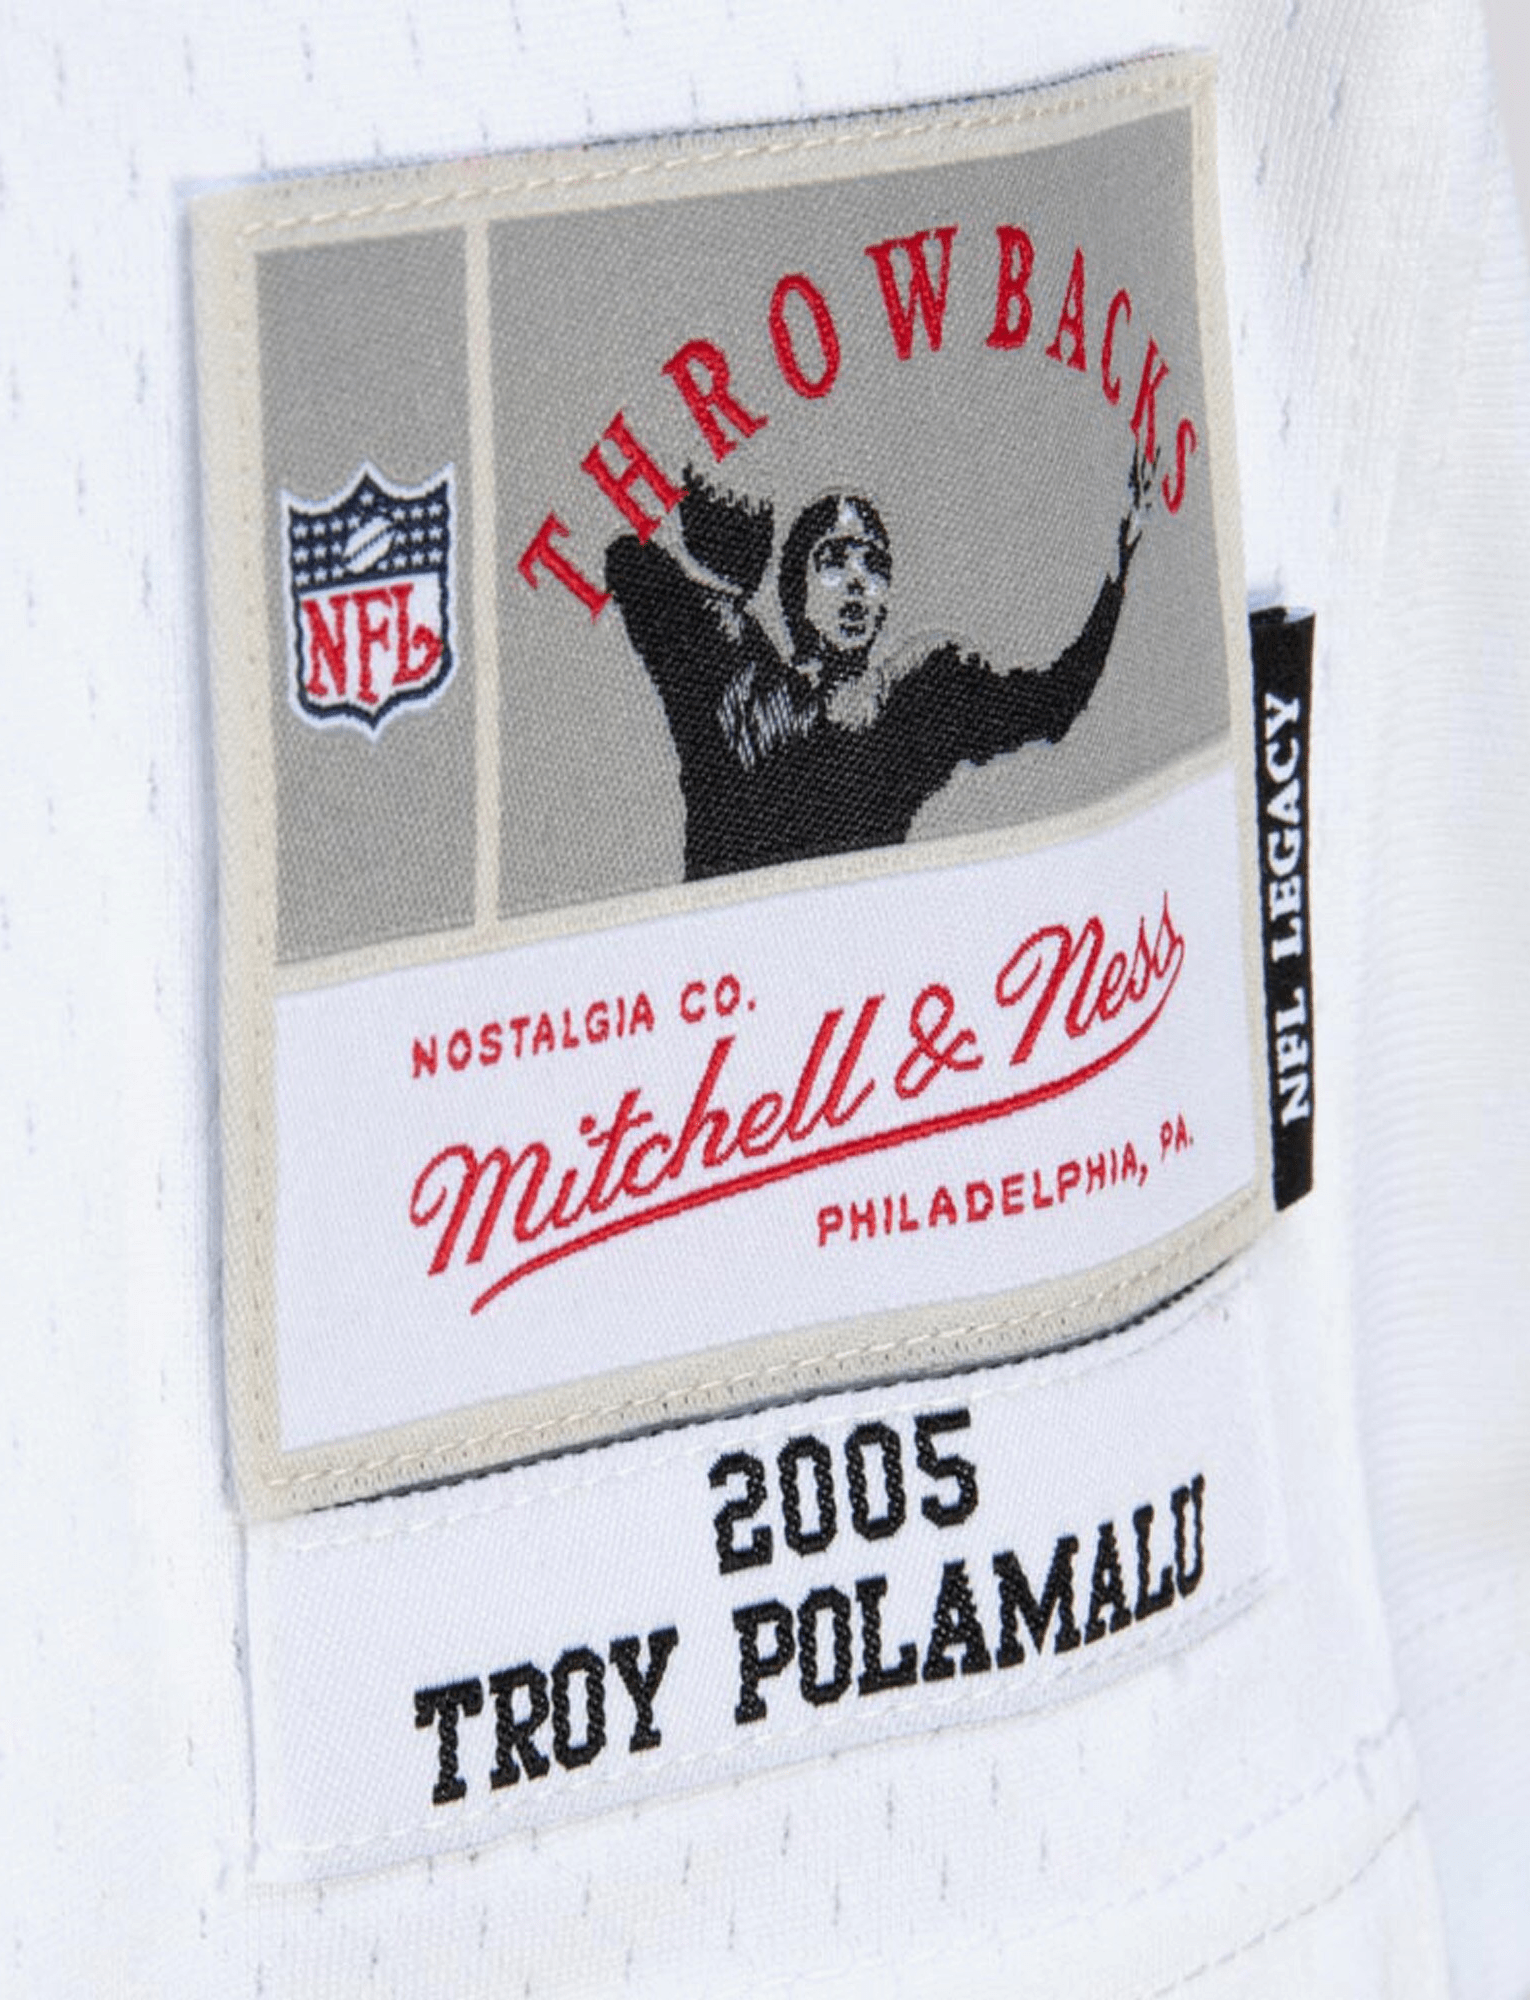 THROWBACKS
NFL
NOSTALGIA CO.
Mitchell & Ness
PHILADELPHIA, PA.
NFL LEGACY
2005
TROY POLAMALU